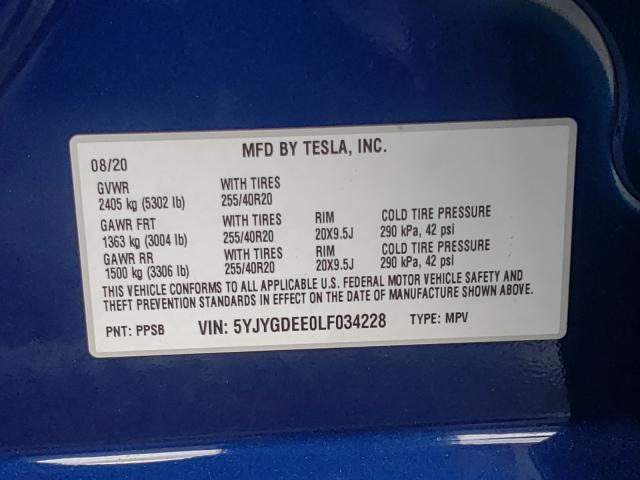 MFD BY TESLA, INC.
08/20
GVWR WITH TIRES
2405 kg (5302 lb) 255/40R20
GAWR FRT WITH TIRES RIM COLD TIRE PRESSURE
1363 kg (3004 lb) 255/40R20 20X9.5J 290 kPa, 42 psi
GAWR RR WITH TIRES RIM COLD TIRE PRESSURE
1500 kg (3306 lb) 255/40R20 20X9.5J 290 kPa, 42 psi
THIS VEHICLE CONFORMS TO ALL APPLICABLE U.S. FEDERAL MOTOR VEHICLE SAFETY AND
THEFT PREVENTION STANDARDS IN EFFECT ON THE DATE OF MANUFACTURE SHOWN ABOVE.
PNT: PPSB VIN: 5YJYGDEE0LF034228 TYPE: MPV